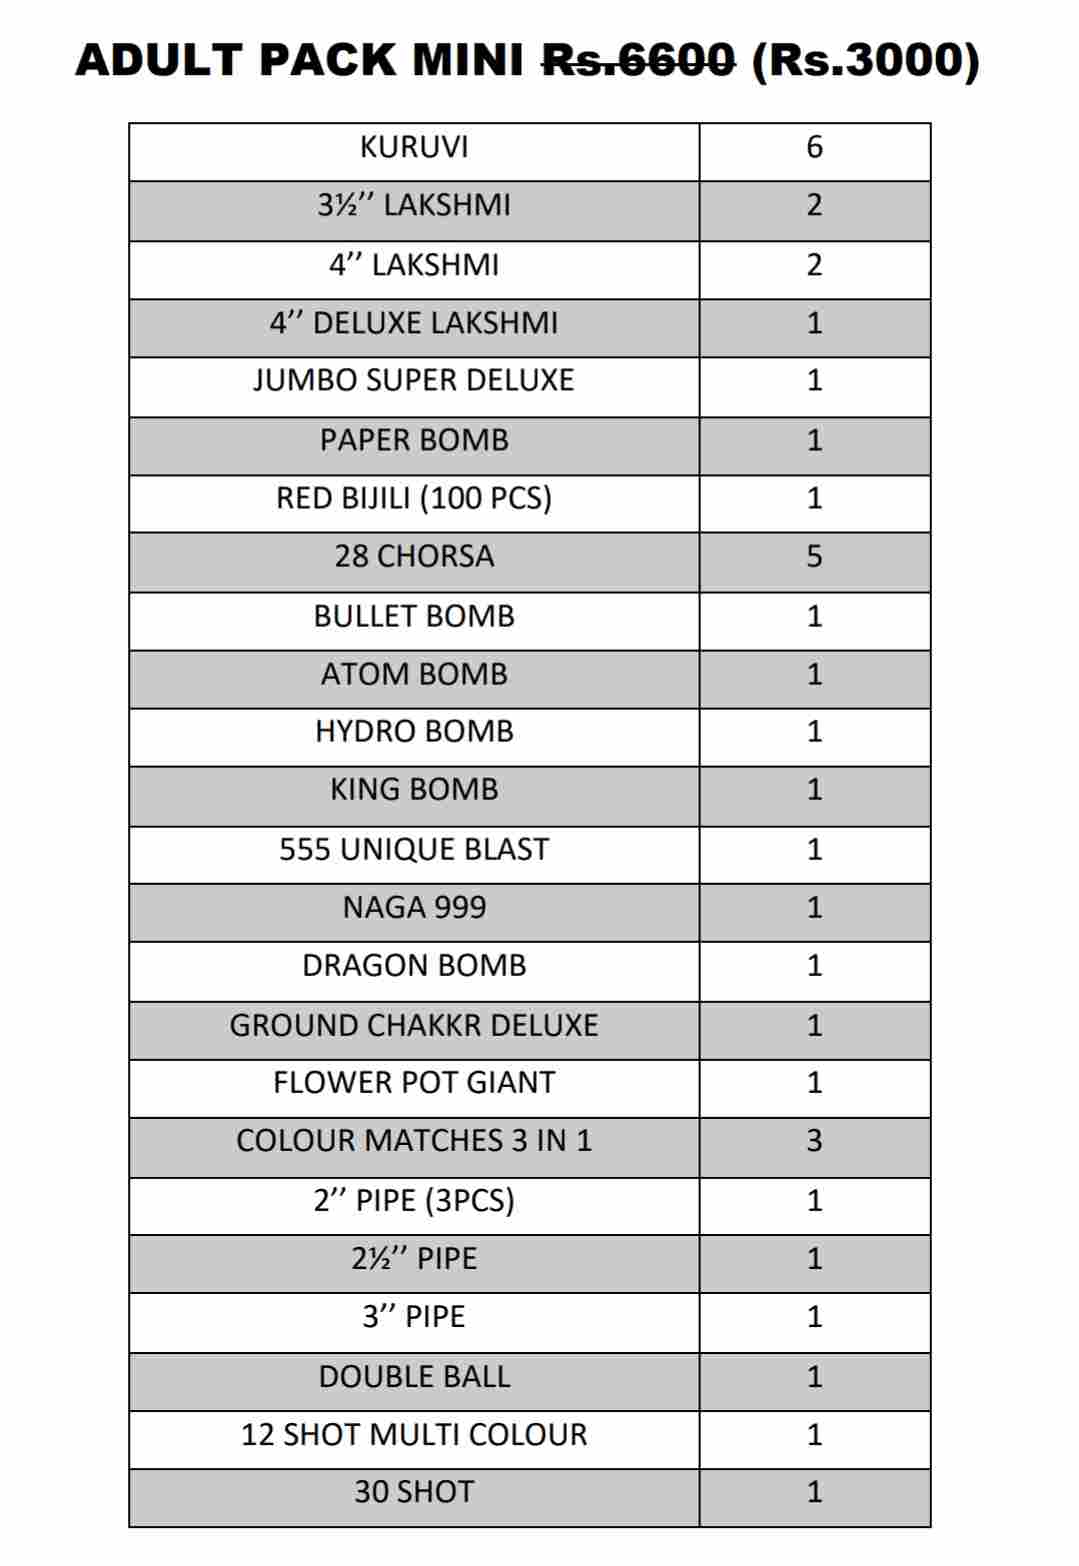 ADULT PACK MINI Rs.6600 (Rs.3000)
KURUVI 6
3½’’ LAKSHMI 2
4’’ LAKSHMI 2
4’’ DELUXE LAKSHMI 1
JUMBO SUPER DELUXE 1
PAPER BOMB 1
RED BIJILI (100 PCS) 1
28 CHORSA 5
BULLET BOMB 1
ATOM BOMB 1
HYDRO BOMB 1
KING BOMB 1
555 UNIQUE BLAST 1
NAGA 999 1
DRAGON BOMB 1
GROUND CHAKKR DELUXE 1
FLOWER POT GIANT 1
COLOUR MATCHES 3 IN 1 3
2’’ PIPE (3PCS) 1
2½’’ PIPE 1
3’’ PIPE 1
DOUBLE BALL 1
12 SHOT MULTI COLOUR 1
30 SHOT 1